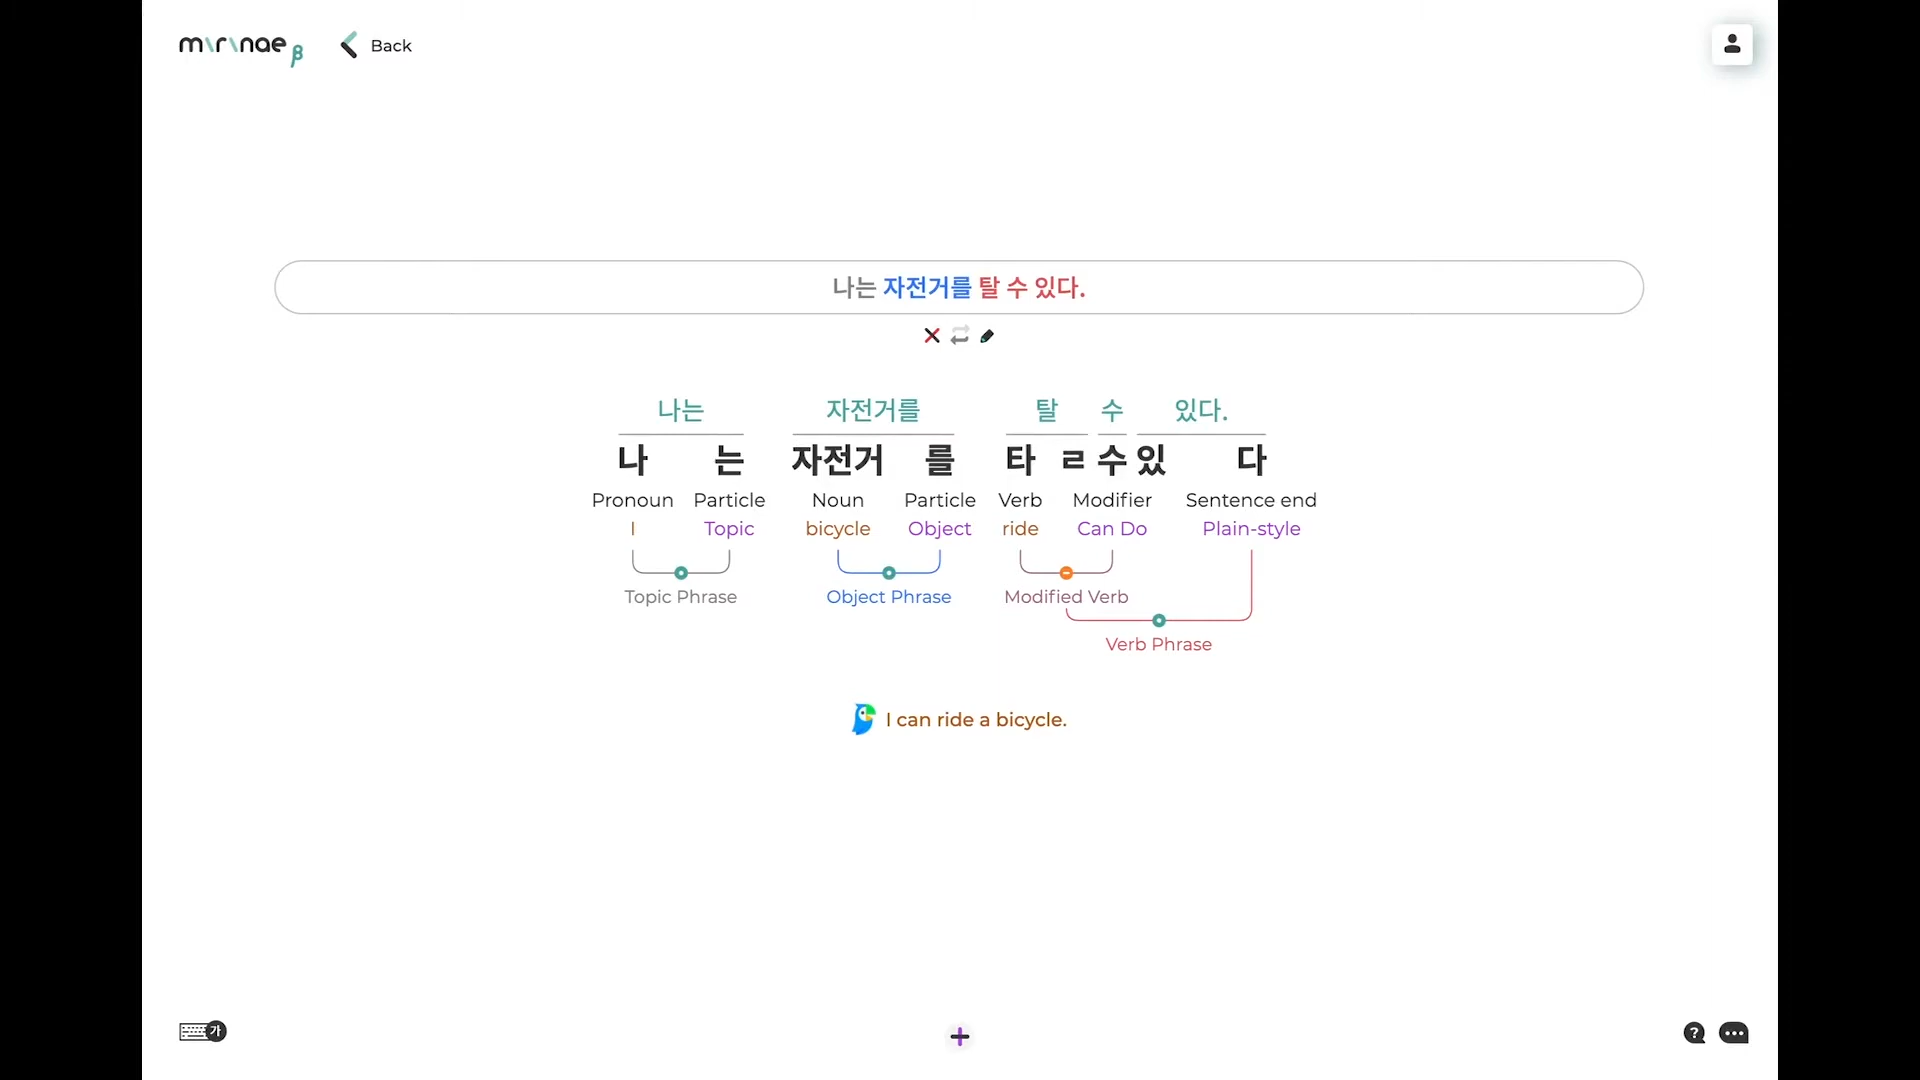 mırınae β Back
나는 자전거를 탈 수 있다.
나는 자전거를 탈 수 있다.
나 는 자전거 를 타 ㄹ 수 있 다
Pronoun Particle Noun Particle Verb Modifier Sentence end
I Topic bicycle Object ride Can Do Plain-style
Topic Phrase Object Phrase Modified Verb
Verb Phrase
I can ride a bicycle.
가
?